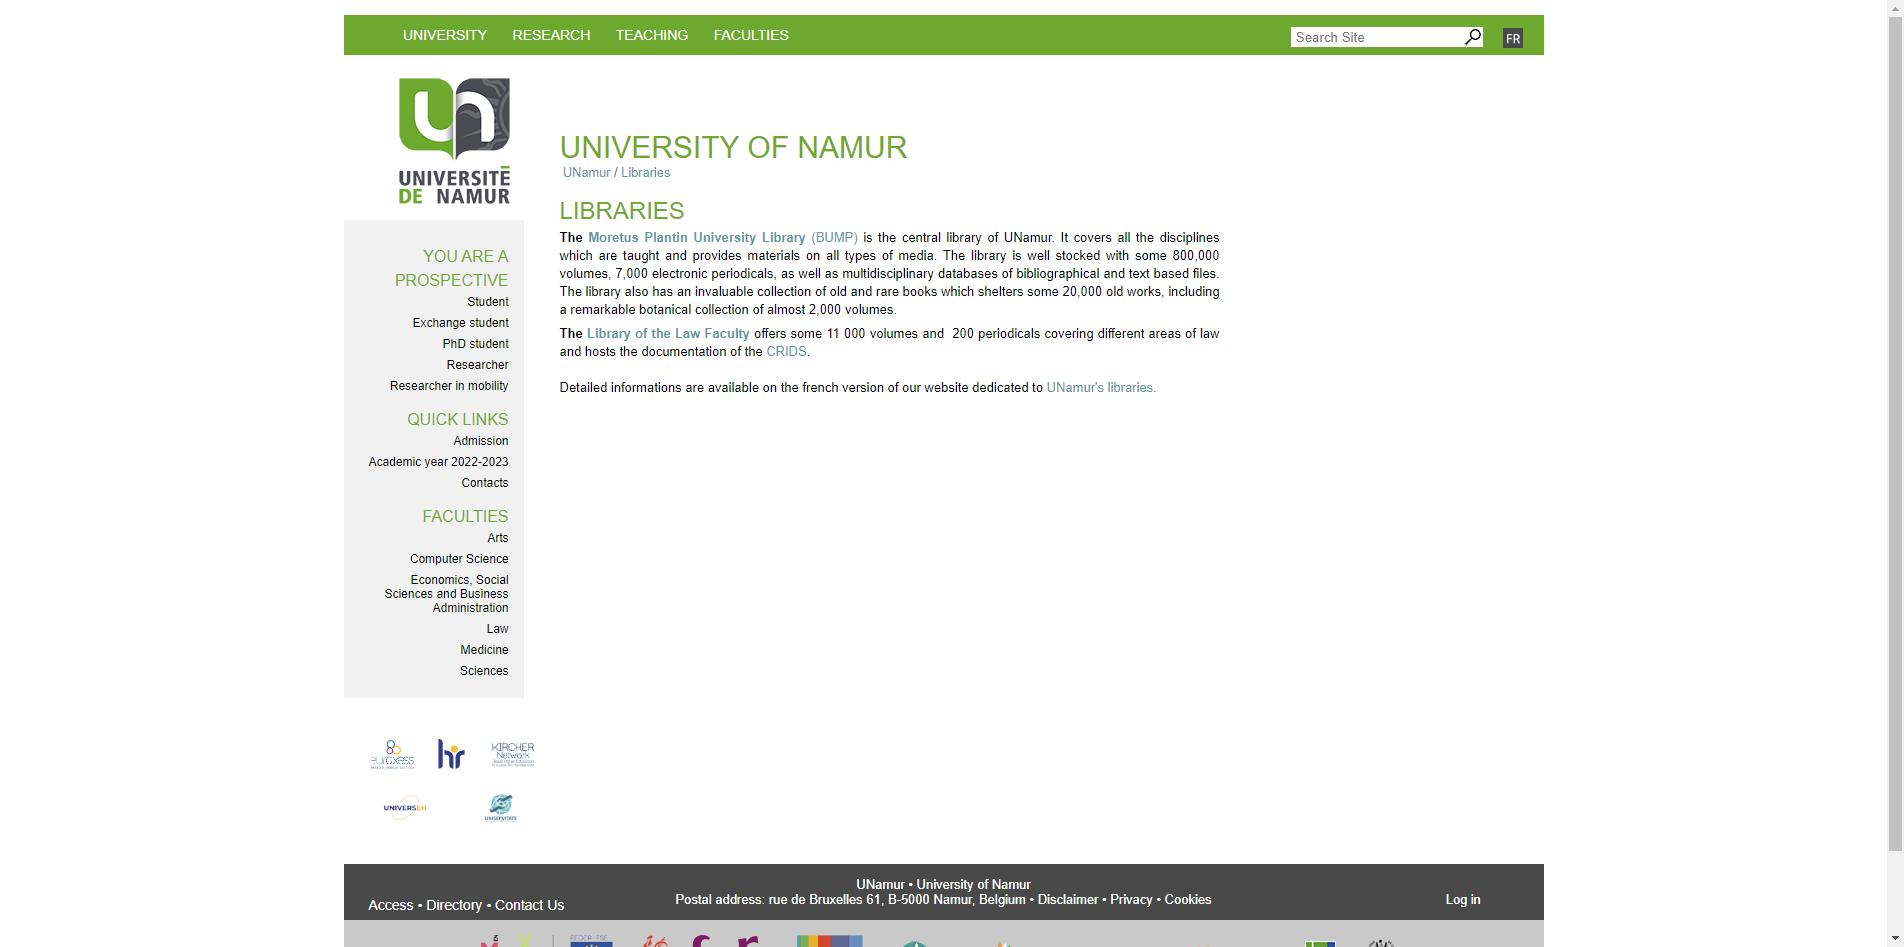 UNIVERSITY RESEARCH TEACHING FACULTIES Search Site FR
UNIVERSITÉ
DE NAMUR
UNIVERSITY OF NAMUR
UNamur / Libraries
LIBRARIES
The Moretus Plantin University Library (BUMP) is the central library of UNamur. It covers all the disciplines
which are taught and provides materials on all types of media. The library is well stocked with some 800,000
volumes, 7,000 electronic periodicals, as well as multidisciplinary databases of bibliographical and text based files.
The library also has an invaluable collection of old and rare books which shelters some 20,000 old works, including
a remarkable botanical collection of almost 2,000 volumes.
The Library of the Law Faculty offers some 11 000 volumes and 200 periodicals covering different areas of law
and hosts the documentation of the CRIDS.
Detailed informations are available on the french version of our website dedicated to UNamur's libraries.
YOU ARE A
PROSPECTIVE
Student
Exchange student
PhD student
Researcher
Researcher in mobility
QUICK LINKS
Admission
Academic year 2022-2023
Contacts
FACULTIES
Arts
Computer Science
Economics, Social
Sciences and Business
Administration
Law
Medicine
Sciences
euraxess
hr
KIRCHER
Network
UNIVERSEH
UNISERVITATE
UNamur • University of Namur
Postal address: rue de Bruxelles 61, B-5000 Namur, Belgium • Disclaimer • Privacy • Cookies
Access • Directory • Contact Us
Log in
FEDER-FSE